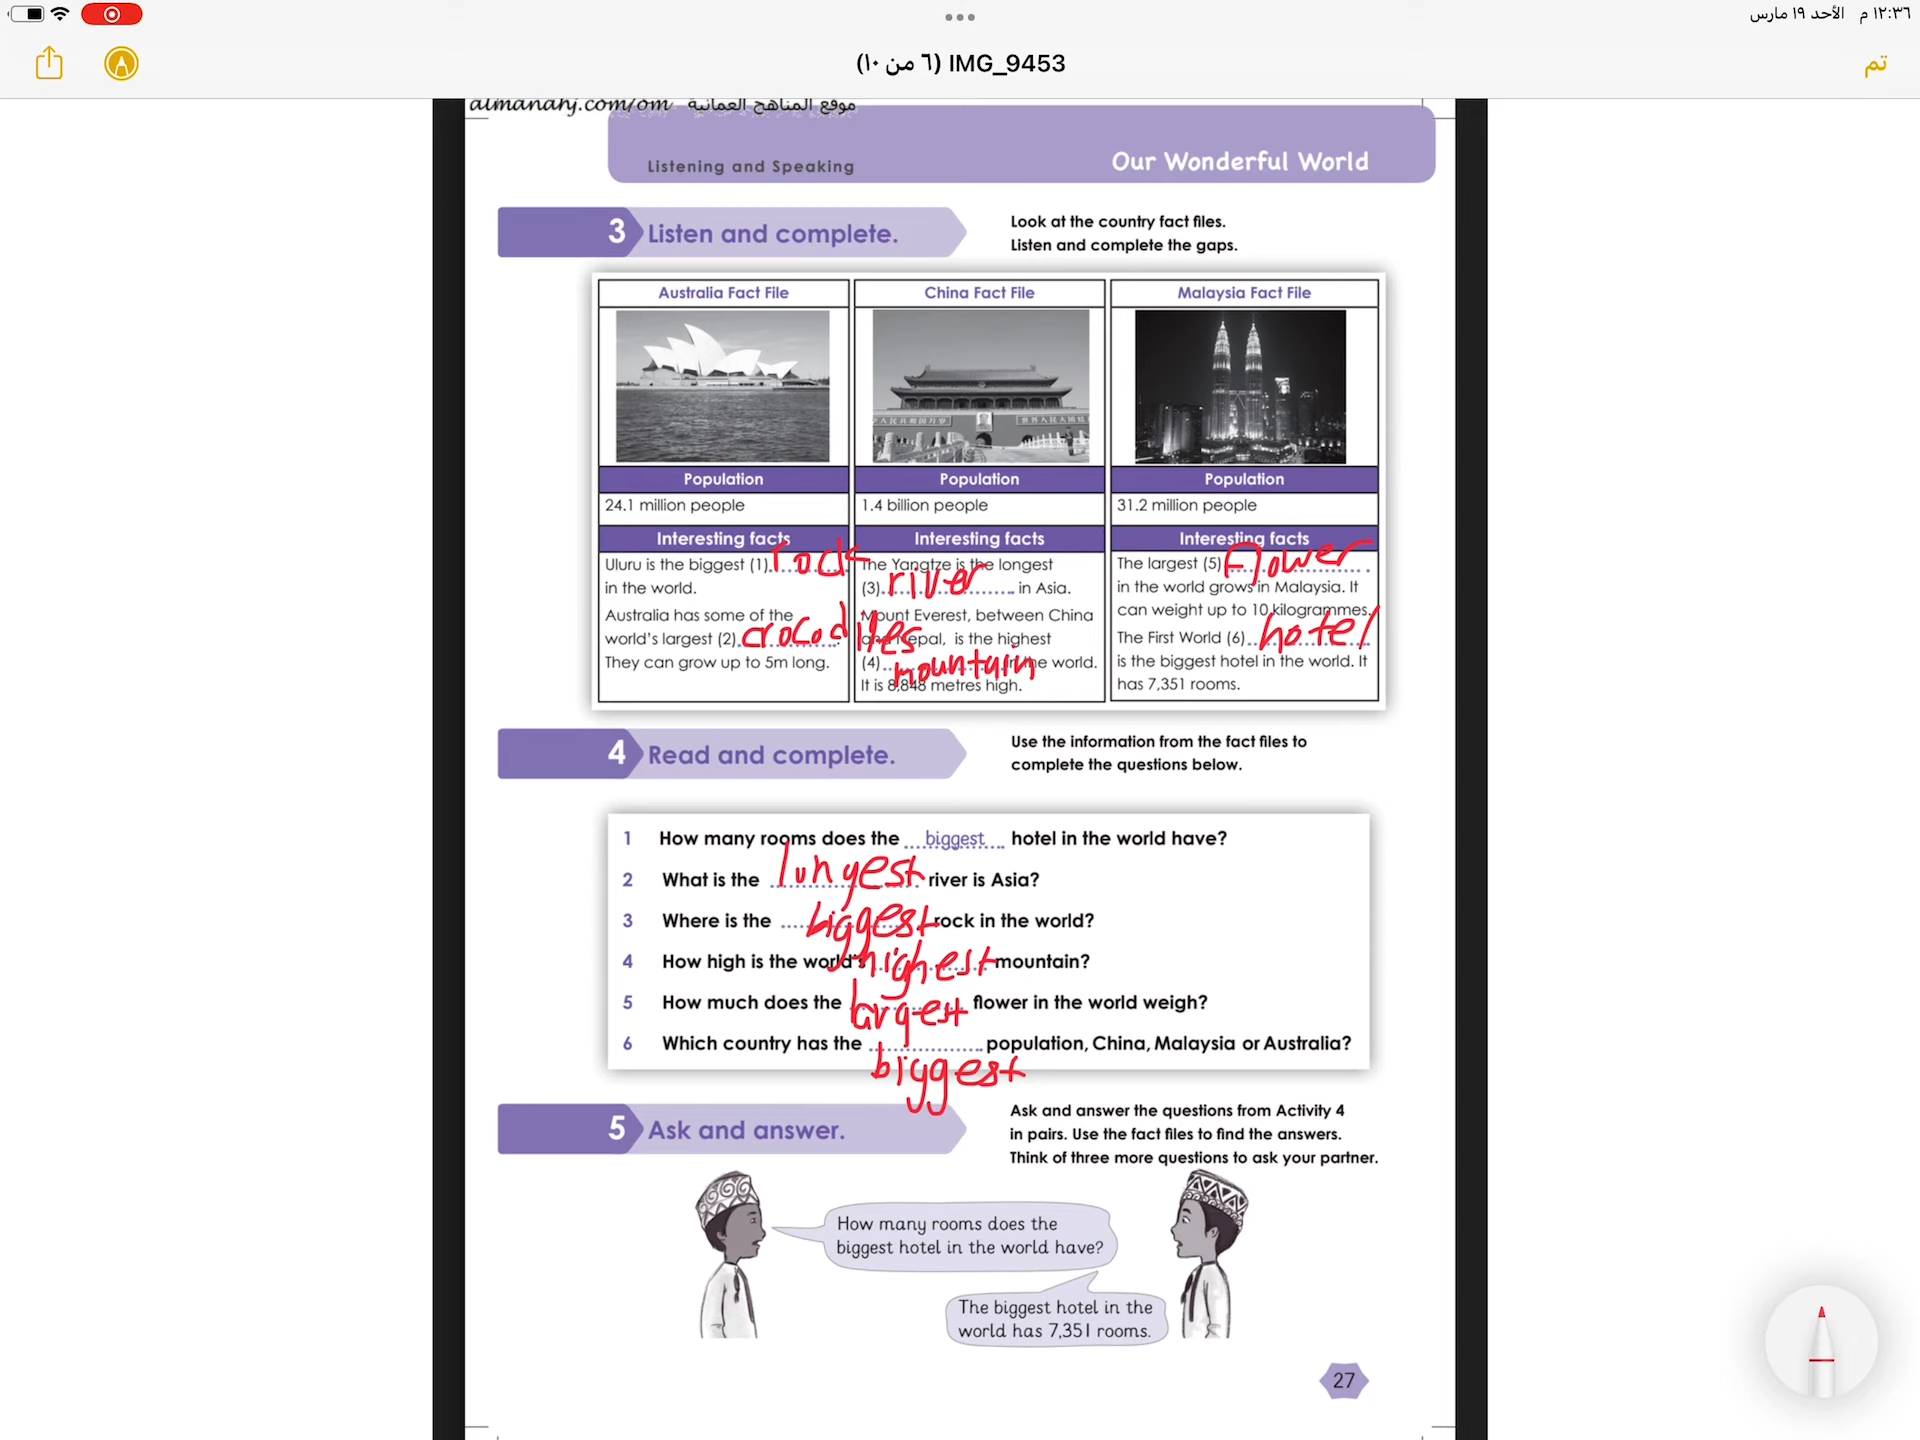 ١٢:٣٦ م الأحد ١٩ مارس
IMG_9453 (٦ من ١٠)
تم
almanahj.com/om موقع المناهج العمانية
Listening and Speaking
Our Wonderful World
3 Listen and complete.
Look at the country fact files.
Listen and complete the gaps.
Australia Fact File
Population
24.1 million people
Interesting facts
Uluru is the biggest (1) rock
in the world.
Australia has some of the
world's largest (2) crocodiles
They can grow up to 5m long.
China Fact File
Population
1.4 billion people
Interesting facts
The Yangtze is the longest
(3) river in Asia.
Mount Everest, between China
and Nepal, is the highest
(4) mountain in the world.
It is 8,848 metres high.
Malaysia Fact File
Population
31.2 million people
Interesting facts
The largest (5) Flower
in the world grows in Malaysia. It
can weight up to 10 kilogrammes.
The First World (6) hotel
is the biggest hotel in the world. It
has 7,351 rooms.
4 Read and complete.
Use the information from the fact files to
complete the questions below.
1 How many rooms does the biggest hotel in the world have?
2 What is the longest river is Asia?
3 Where is the biggest rock in the world?
4 How high is the world's highest mountain?
5 How much does the largest flower in the world weigh?
6 Which country has the biggest population, China, Malaysia or Australia?
5 Ask and answer.
Ask and answer the questions from Activity 4
in pairs. Use the fact files to find the answers.
Think of three more questions to ask your partner.
How many rooms does the
biggest hotel in the world have?
The biggest hotel in the
world has 7,351 rooms.
27